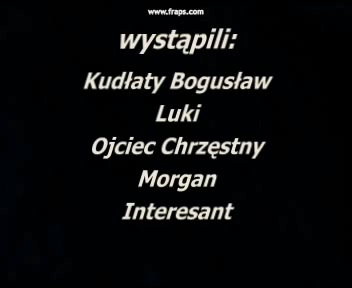 www.fraps.com
wystąpili:
Kudłaty Bogusław
Luki
Ojciec Chrzęstny
Morgan
Interesant